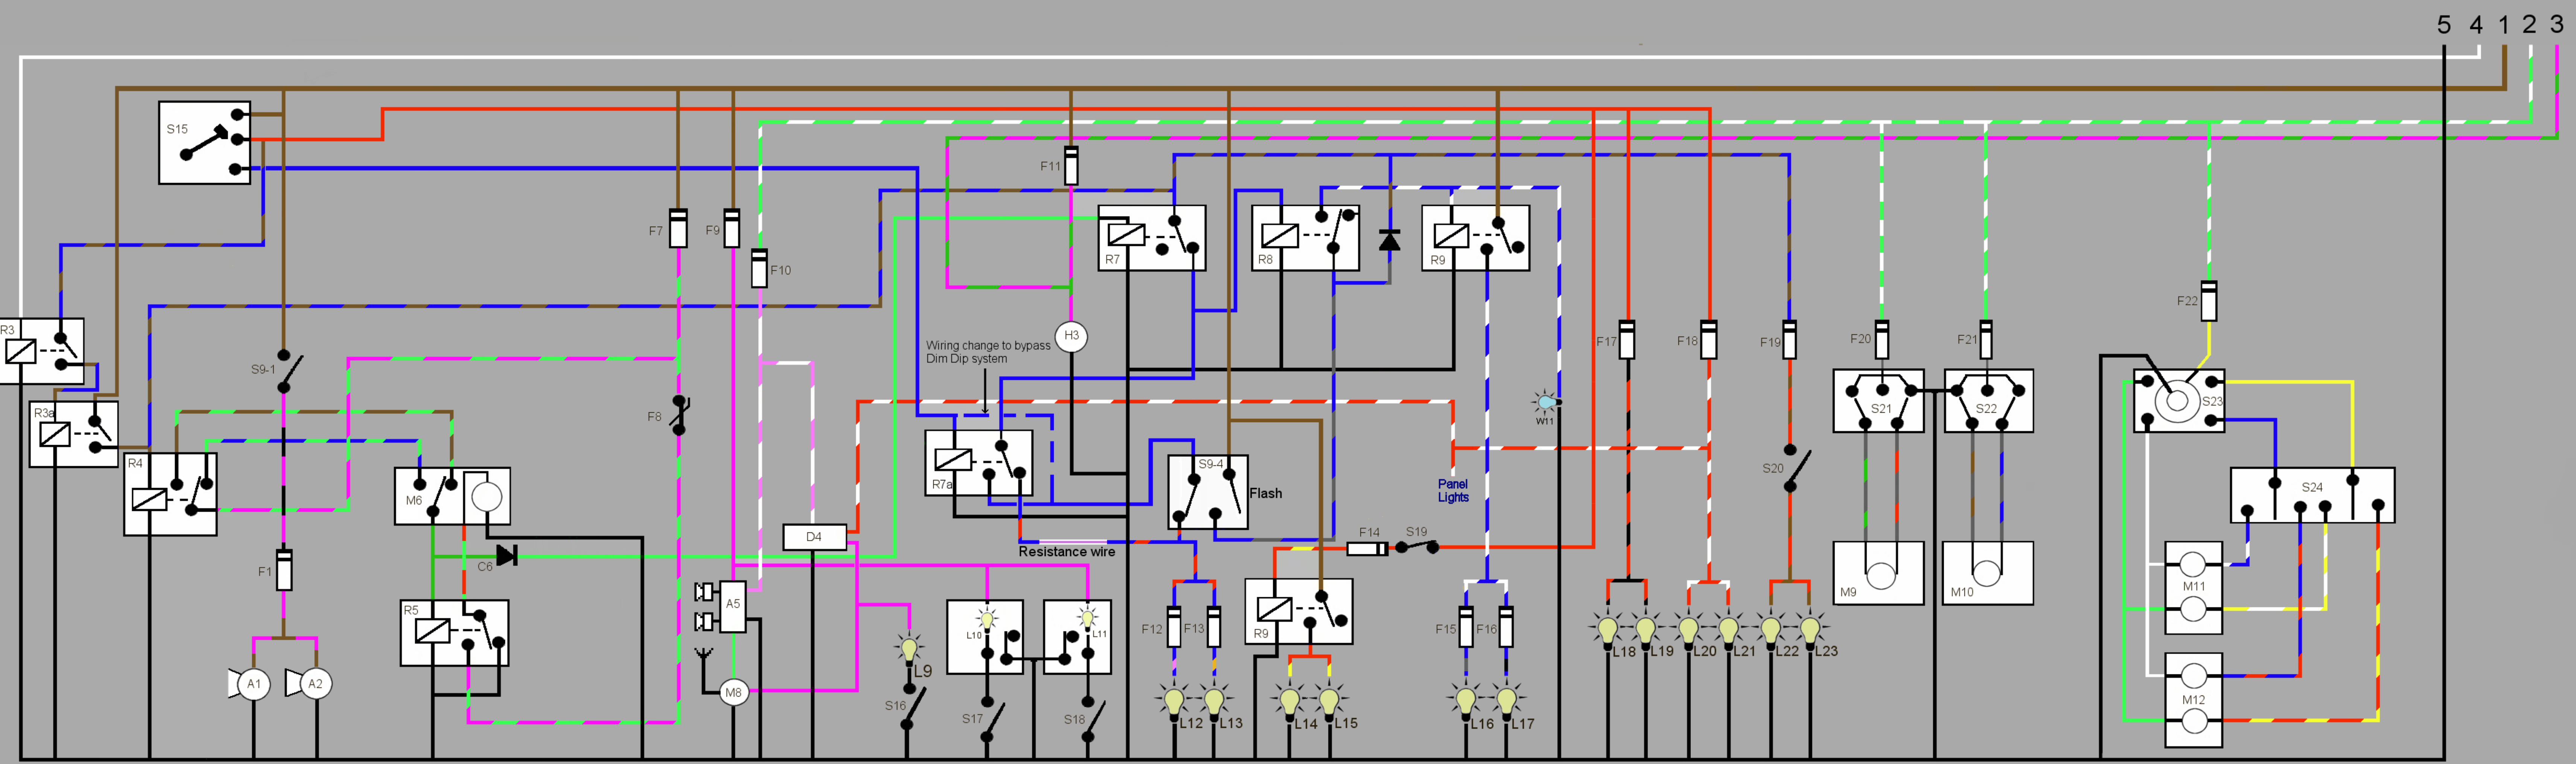 5 4 1 2 3
S15
F11
F7
F9
F10
R7
R8
R9
F22
R3
H3
Wiring change to bypass
Dim Dip system
F17
F18
F19
F20
F21
S9-1
R3a
F8
W11
S21
S22
S23
R4
M6
R7a
S9-4
Flash
Panel
Lights
S20
S24
D4
F14
S19
Resistance wire
C6
F1
M9
M10
M11
R5
A5
L10
L11
F12
F13
R9
F15
F16
L9
L18
L19
L20
L21
L22
L23
A1
A2
M8
S16
S17
S18
L12
L13
L14
L15
L16
L17
M12